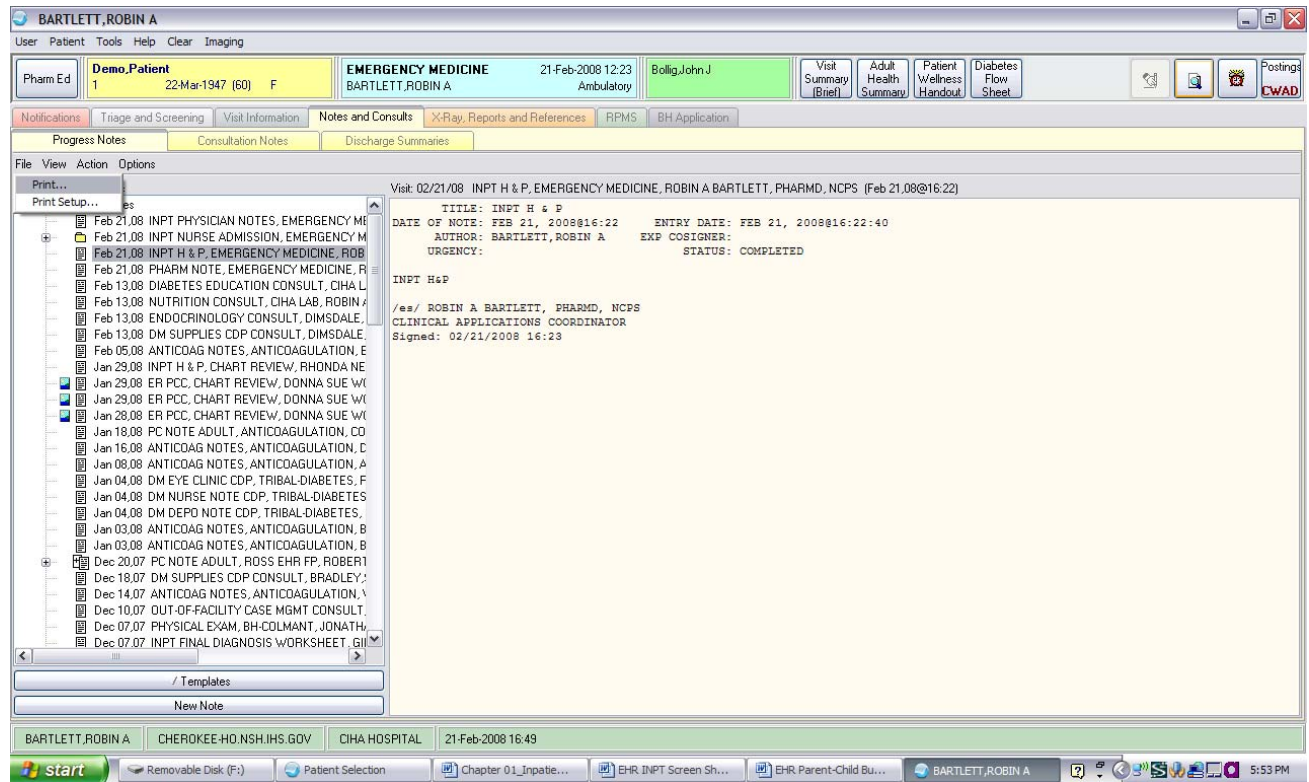 BARTLETT,ROBIN A
User Patient Tools Help Clear Imaging
Pharm Ed
Demo,Patient
1 22-Mar-1947 (60) F
EMERGENCY MEDICINE 21-Feb-2008 12:23
BARTLETT,ROBIN A Ambulatory
Bollig,John J
Visit Summary (Brief)
Adult Health Summary
Patient Wellness Handout
Diabetes Flow Sheet
Postings
CWAD
Notifications Triage and Screening Visit Information Notes and Consults X-Ray, Reports and References RPMS BH Application
Progress Notes Consultation Notes Discharge Summaries
File View Action Options
Print...
Print Setup...
Visit: 02/21/08 INPT H & P, EMERGENCY MEDICINE, ROBIN A BARTLETT, PHARMD, NCPS (Feb 21,08@16:22)
es
Feb 21,08 INPT PHYSICIAN NOTES, EMERGENCY ME
Feb 21,08 INPT NURSE ADMISSION, EMERGENCY M
Feb 21,08 INPT H & P, EMERGENCY MEDICINE, ROB
Feb 21,08 PHARM NOTE, EMERGENCY MEDICINE, R
Feb 13,08 DIABETES EDUCATION CONSULT, CIHA L
Feb 13,08 NUTRITION CONSULT, CIHA LAB, ROBIN
Feb 13,08 ENDOCRINOLOGY CONSULT, DIMSDALE,
Feb 13,08 DM SUPPLIES CDP CONSULT, DIMSDALE,
Feb 05,08 ANTICOAG NOTES, ANTICOAGULATION, E
Jan 29,08 INPT H & P, CHART REVIEW, RHONDA NE
Jan 29,08 ER PCC, CHART REVIEW, DONNA SUE W
Jan 29,08 ER PCC, CHART REVIEW, DONNA SUE W
Jan 28,08 ER PCC, CHART REVIEW, DONNA SUE W
Jan 18,08 PC NOTE ADULT, ANTICOAGULATION, CO
Jan 16,08 ANTICOAG NOTES, ANTICOAGULATION, D
Jan 08,08 ANTICOAG NOTES, ANTICOAGULATION, A
Jan 04,08 DM EYE CLINIC CDP, TRIBAL-DIABETES, F
Jan 04,08 DM NURSE NOTE CDP, TRIBAL-DIABETES
Jan 04,08 DM DEPO NOTE CDP, TRIBAL-DIABETES,
Jan 03,08 ANTICOAG NOTES, ANTICOAGULATION, B
Jan 03,08 ANTICOAG NOTES, ANTICOAGULATION, B
Dec 20,07 PC NOTE ADULT, ROSS EHR FP, ROBERT
Dec 18,07 DM SUPPLIES CDP CONSULT, BRADLEY,
Dec 14,07 ANTICOAG NOTES, ANTICOAGULATION,
Dec 10,07 OUT-OF-FACILITY CASE MGMT CONSULT,
Dec 07,07 PHYSICAL EXAM, BH-COLMANT, JONATH
Dec 07,07 INPT FINAL DIAGNOSIS WORKSHEET, GI
/ Templates
New Note
TITLE: INPT H & P
DATE OF NOTE: FEB 21, 2008@16:22 ENTRY DATE: FEB 21, 2008@16:22:40
AUTHOR: BARTLETT,ROBIN A EXP COSIGNER:
URGENCY: STATUS: COMPLETED
INPT H&P
/es/ ROBIN A BARTLETT, PHARMD, NCPS
CLINICAL APPLICATIONS COORDINATOR
Signed: 02/21/2008 16:23
BARTLETT,ROBIN A CHEROKEE-HO.NSH.IHS.GOV CIHA HOSPITAL 21-Feb-2008 16:49
start Removable Disk (F:) Patient Selection Chapter 01_Inpatie... EHR INPT Screen Sh... EHR Parent-Child Bu... BARTLETT,ROBIN A 5:53 PM